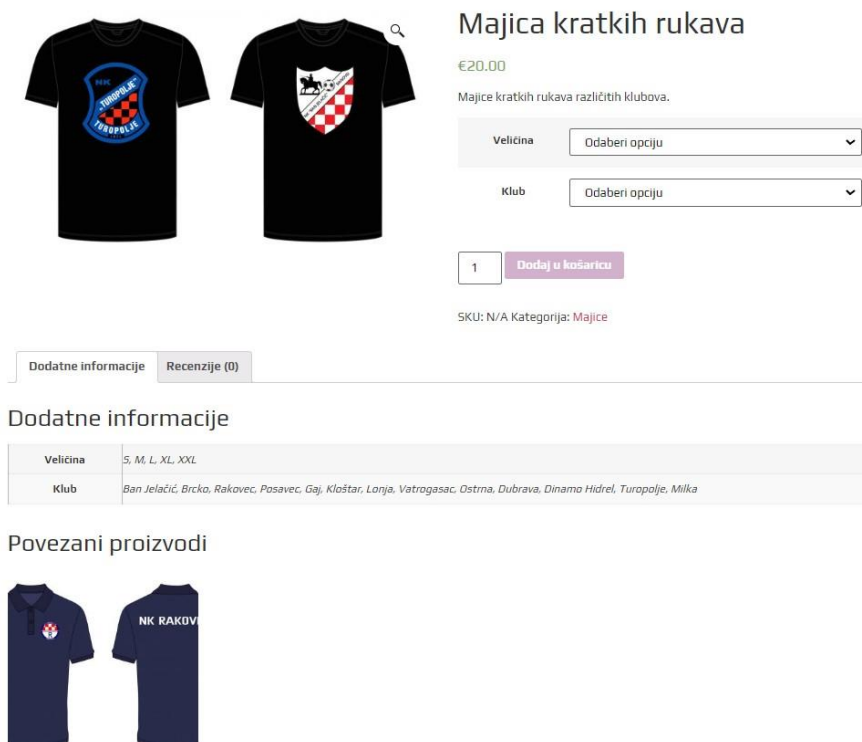 NK
„TUROPOLJE“
TUROPOLJE
Majica kratkih rukava
€20.00
Majice kratkih rukava različitih klubova.
Veličina
Odaberi opciju
Klub
Odaberi opciju
1
Dodaj u košaricu
SKU: N/A Kategorija: Majice
Dodatne informacije
Recenzije (0)
Dodatne informacije
Veličina
S, M, L, XL, XXL
Klub
Ban Jelačić, Brcko, Rakovec, Posavec, Gaj, Kloštar, Lonja, Vatrogasac, Ostrna, Dubrava, Dinamo Hidrel, Turopolje, Milka
Povezani proizvodi
NK RAKOV